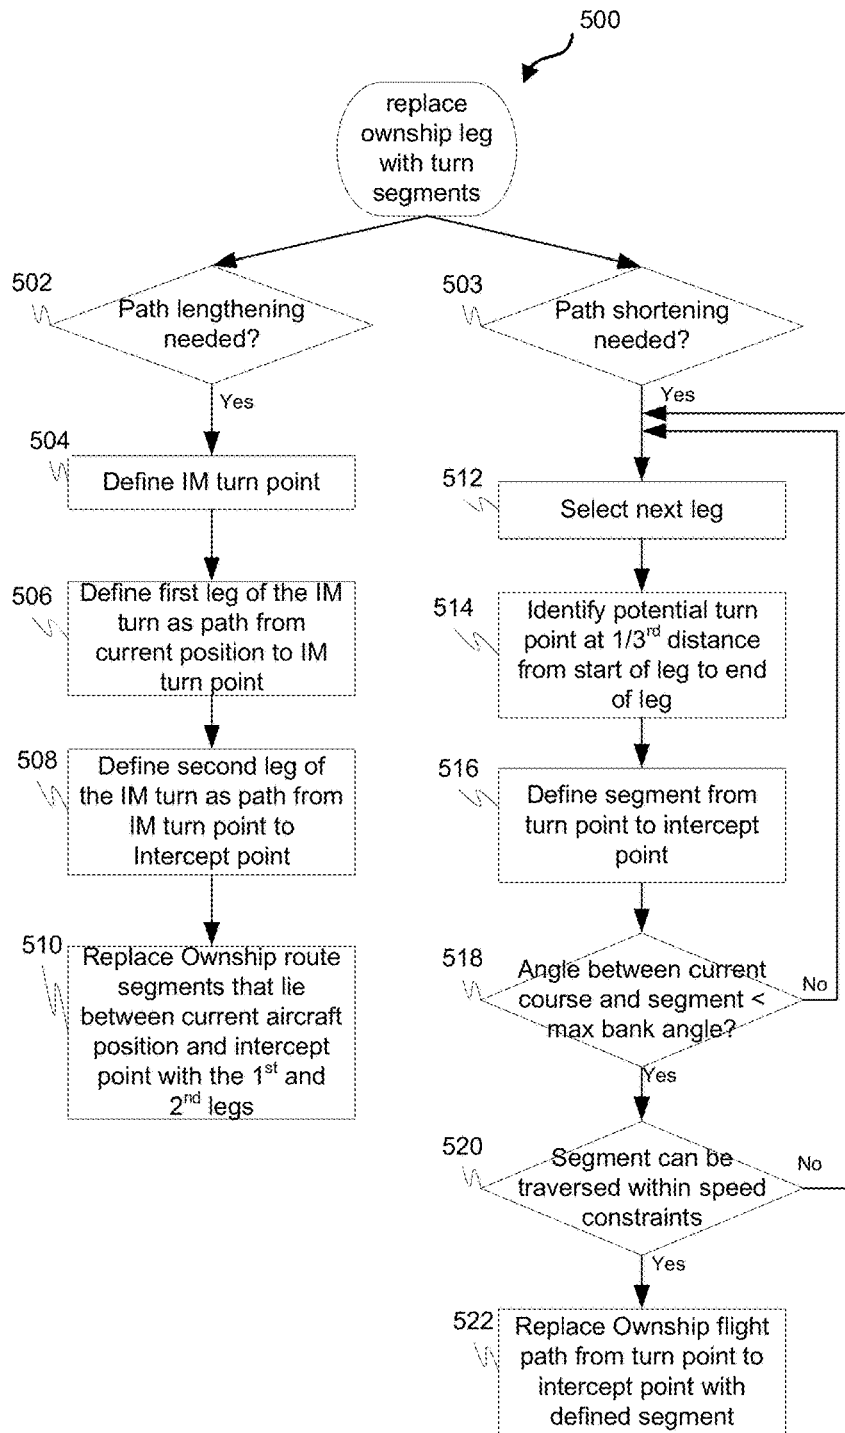 500
replace
ownship leg
with turn
segments
502
Path lengthening
needed?
Yes
504
Define IM turn point
506
Define first leg of the IM
turn as path from
current position to IM
turn point
508
Define second leg of
the IM turn as path from
IM turn point to
Intercept point
510
Replace Ownship route
segments that lie
between current aircraft
position and intercept
point with the 1st and
2nd legs
503
Path shortening
needed?
Yes
512
Select next leg
514
Identify potential turn
point at 1/3rd distance
from start of leg to end
of leg
516
Define segment from
turn point to intercept
point
518
Angle between current
course and segment <
max bank angle?
No
Yes
520
Segment can be
traversed within speed
constraints
No
Yes
522
Replace Ownship flight
path from turn point to
intercept point with
defined segment